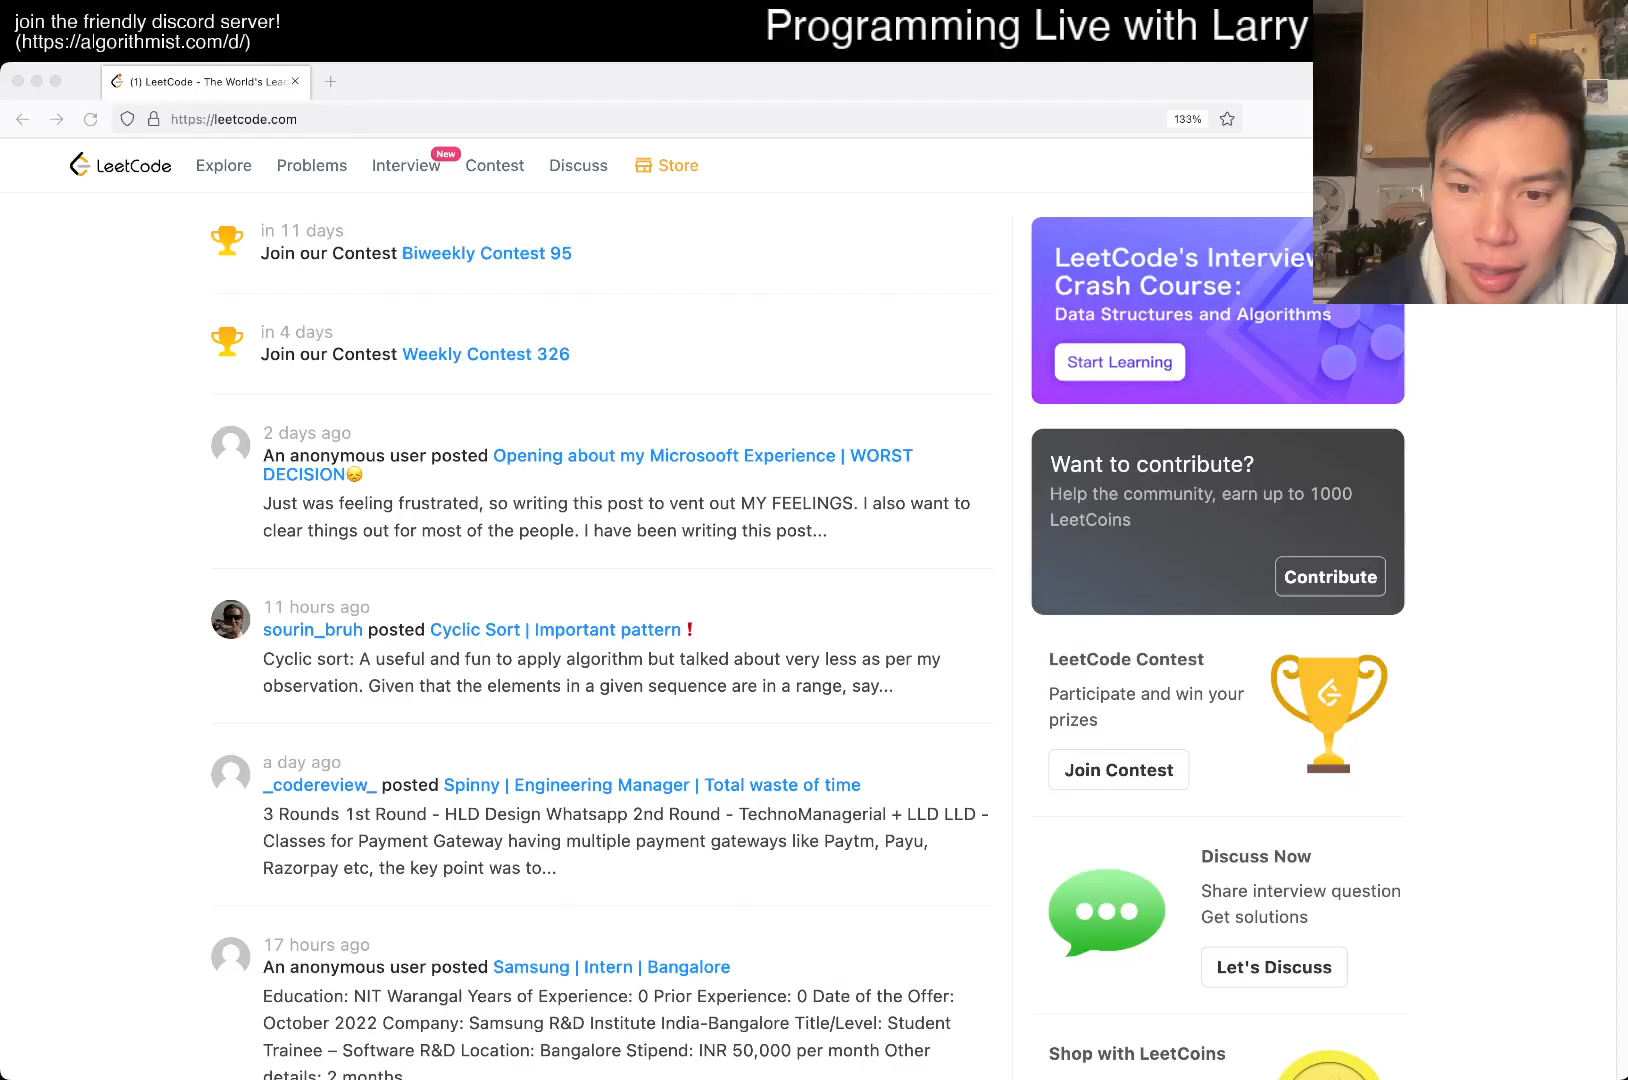 join the friendly discord server!
(https://algorithmist.com/d/)
Programming Live with Larry
(1) LeetCode - The World's Lead
https://leetcode.com
133%
LeetCode
Explore
Problems
Interview
New
Contest
Discuss
Store
in 11 days
Join our Contest Biweekly Contest 95
in 4 days
Join our Contest Weekly Contest 326
2 days ago
An anonymous user posted Opening about my Microsooft Experience | WORST
DECISION😞
Just was feeling frustrated, so writing this post to vent out MY FEELINGS. I also want to
clear things out for most of the people. I have been writing this post...
11 hours ago
sourin_bruh posted Cyclic Sort | Important pattern❗
Cyclic sort: A useful and fun to apply algorithm but talked about very less as per my
observation. Given that the elements in a given sequence are in a range, say...
a day ago
_codereview_ posted Spinny | Engineering Manager | Total waste of time
3 Rounds 1st Round - HLD Design Whatsapp 2nd Round - TechnoManagerial + LLD LLD -
Classes for Payment Gateway having multiple payment gateways like Paytm, Payu,
Razorpay etc, the key point was to...
17 hours ago
An anonymous user posted Samsung | Intern | Bangalore
Education: NIT Warangal Years of Experience: 0 Prior Experience: 0 Date of the Offer:
October 2022 Company: Samsung R&D Institute India-Bangalore Title/Level: Student
Trainee – Software R&D Location: Bangalore Stipend: INR 50,000 per month Other
details: 2 months
LeetCode's Interview
Crash Course:
Data Structures and Algorithms
Start Learning
Want to contribute?
Help the community, earn up to 1000
LeetCoins
Contribute
LeetCode Contest
Participate and win your
prizes
Join Contest
Discuss Now
Share interview question
Get solutions
Let's Discuss
Shop with LeetCoins